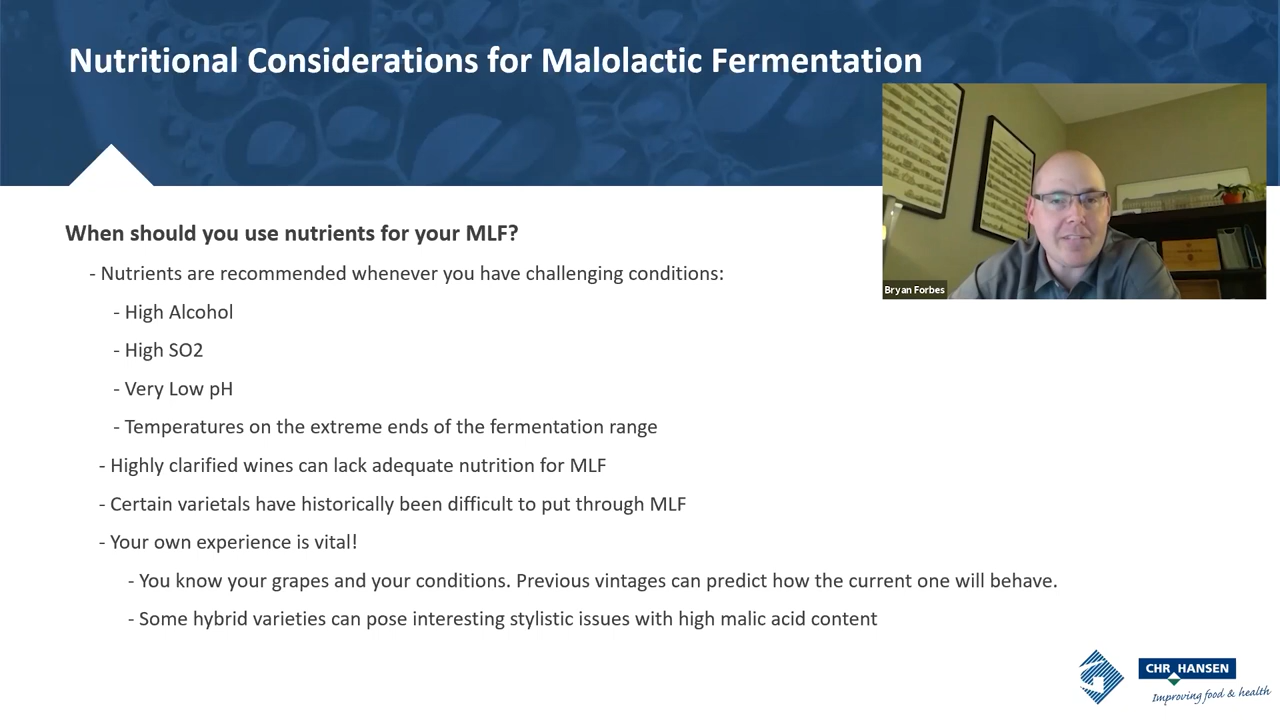 Nutritional Considerations for Malolactic Fermentation
Bryan Forbes
When should you use nutrients for your MLF?
- Nutrients are recommended whenever you have challenging conditions:
- High Alcohol
- High SO2
- Very Low pH
- Temperatures on the extreme ends of the fermentation range
- Highly clarified wines can lack adequate nutrition for MLF
- Certain varietals have historically been difficult to put through MLF
- Your own experience is vital!
- You know your grapes and your conditions. Previous vintages can predict how the current one will behave.
- Some hybrid varieties can pose interesting stylistic issues with high malic acid content
CHR HANSEN
Improving food & health